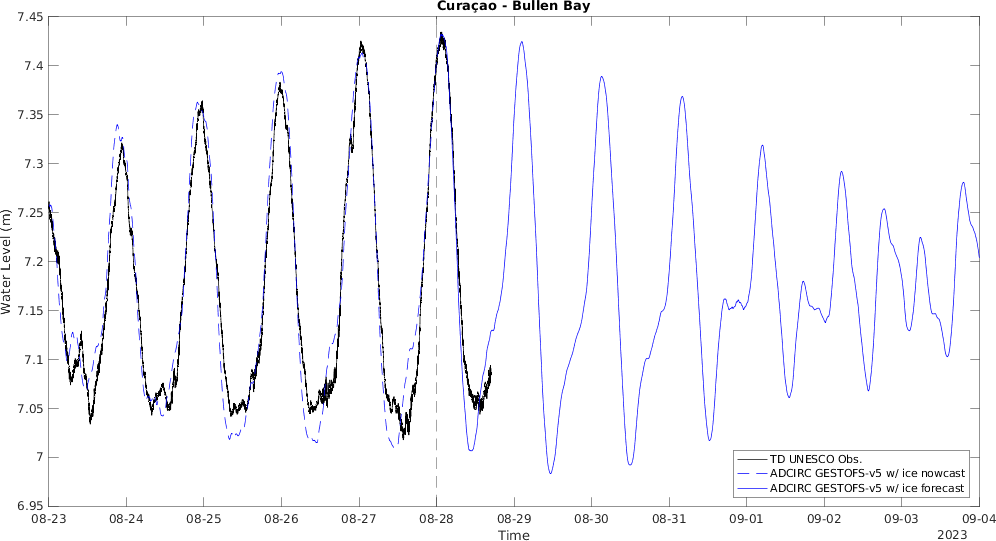 Curaçao - Bullen Bay
Water Level (m)
7.45
7.4
7.35
7.3
7.25
7.2
7.15
7.1
7.05
7
6.95
TD UNESCO Obs.
ADCIRC GESTOFS-v5 w/ ice nowcast
ADCIRC GESTOFS-v5 w/ ice forecast
08-23 08-24 08-25 08-26 08-27 08-28 08-29 08-30 08-31 09-01 09-02 09-03 09-04
Time
2023